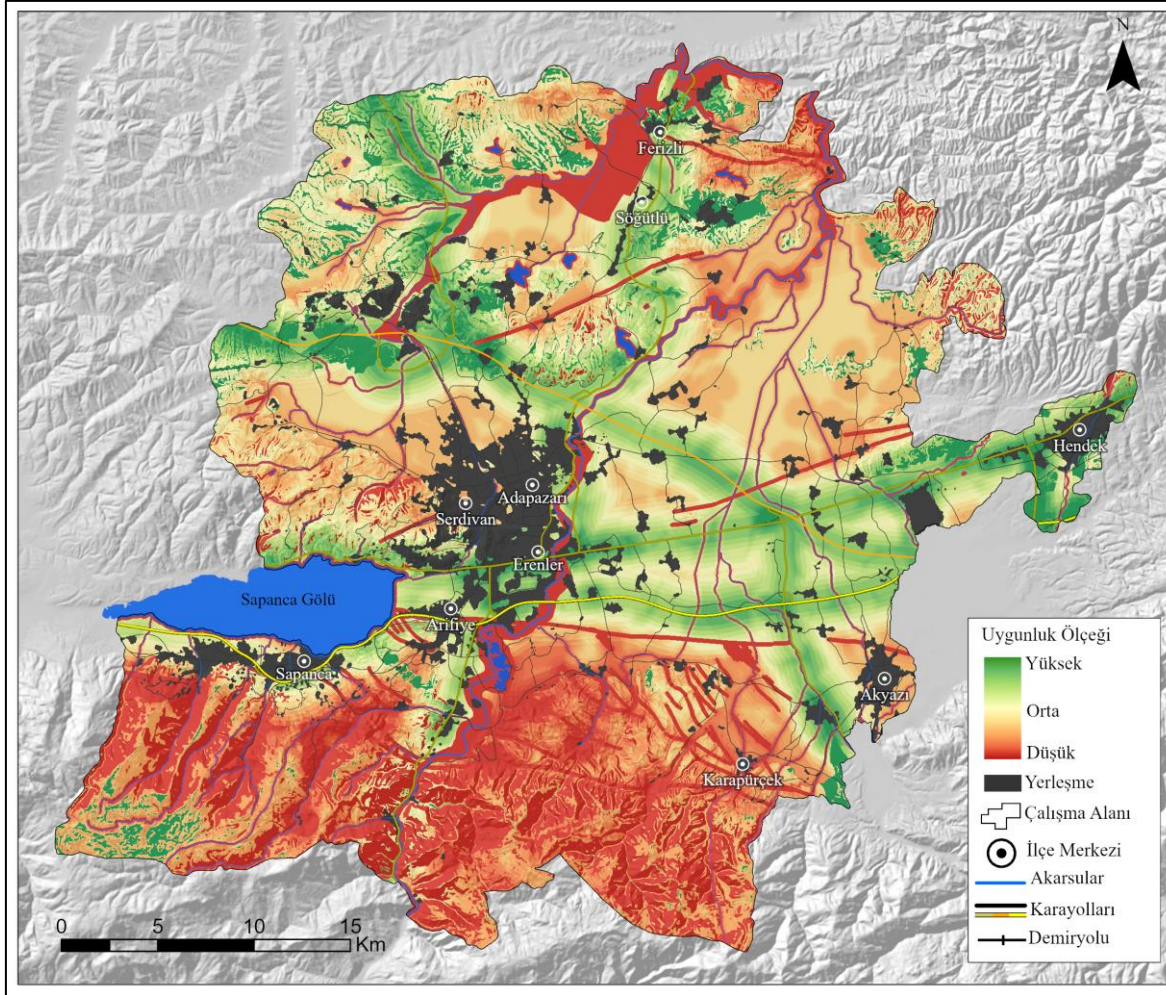 N
Ferizli
Söğütlü
Hendek
Adapazarı
Serdivan
Erenler
Sapanca Gölü
Arifiye
Sapanca
Akyazı
Karapürçek
Uygunluk Ölçeği
Yüksek
Orta
Düşük
Yerleşme
Çalışma Alanı
İlçe Merkezi
Akarsular
Karayolları
Demiryolu
0 5 10 15
Km